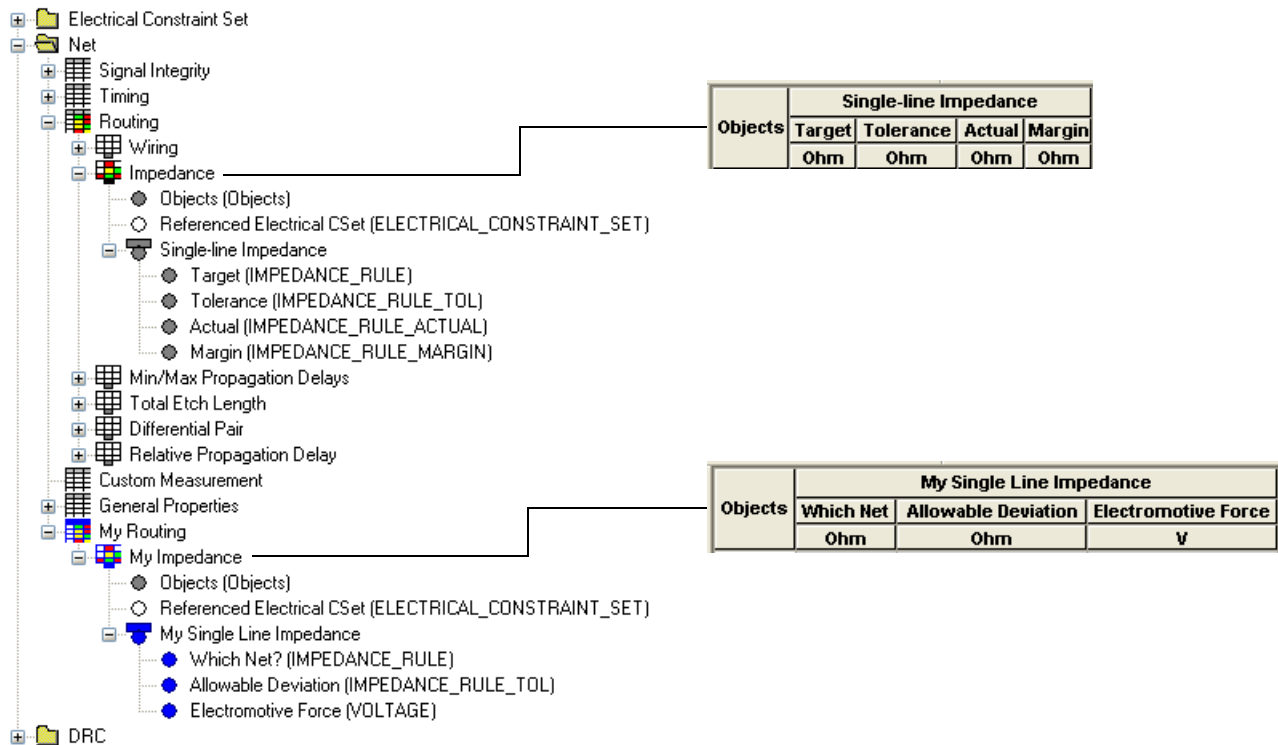 Electrical Constraint Set
Net
Signal Integrity
Timing
Routing
Wiring
Impedance
Objects (Objects)
Referenced Electrical CSet (ELECTRICAL_CONSTRAINT_SET)
Single-line Impedance
Target (IMPEDANCE_RULE)
Tolerance (IMPEDANCE_RULE_TOL)
Actual (IMPEDANCE_RULE_ACTUAL)
Margin (IMPEDANCE_RULE_MARGIN)
Min/Max Propagation Delays
Total Etch Length
Differential Pair
Relative Propagation Delay
Custom Measurement
General Properties
My Routing
My Impedance
Objects (Objects)
Referenced Electrical CSet (ELECTRICAL_CONSTRAINT_SET)
My Single Line Impedance
Which Net? (IMPEDANCE_RULE)
Allowable Deviation (IMPEDANCE_RULE_TOL)
Electromotive Force (VOLTAGE)
DRC
Single-line Impedance
Objects Target Tolerance Actual Margin
Ohm Ohm Ohm Ohm
My Single Line Impedance
Objects Which Net Allowable Deviation Electromotive Force
Ohm Ohm V